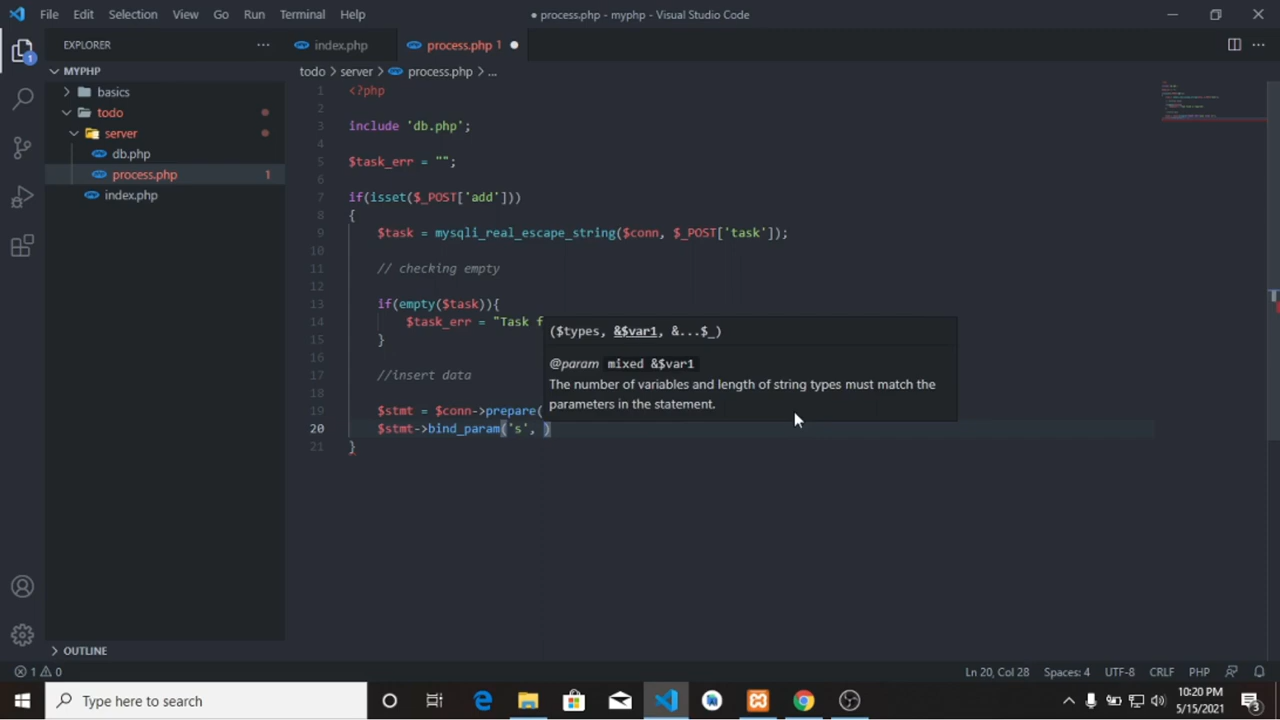 File Edit Selection View Go Run Terminal Help
● process.php - myphp - Visual Studio Code
EXPLORER
index.php
process.php 1
1
MYPHP
basics
todo
server
db.php
process.php 1
index.php
OUTLINE
todo > server > process.php > ...
1 <?php
2
3 include 'db.php';
4
5 $task_err = "";
6
7 if(isset($_POST['add']))
8 {
9 $task = mysqli_real_escape_string($conn, $_POST['task']);
10
11 // checking empty
12
13 if(empty($task)){
14 $task_err = "Task f
15 }
16
17 //insert data
18
19 $stmt = $conn->prepare(
20 $stmt->bind_param('s', )
21 }
($types, &$var1, &...$_)
@param mixed &$var1
The number of variables and length of string types must match the
parameters in the statement.
1 0
Ln 20, Col 28 Spaces: 4 UTF-8 CRLF PHP
Type here to search
10:20 PM
5/15/2021
3